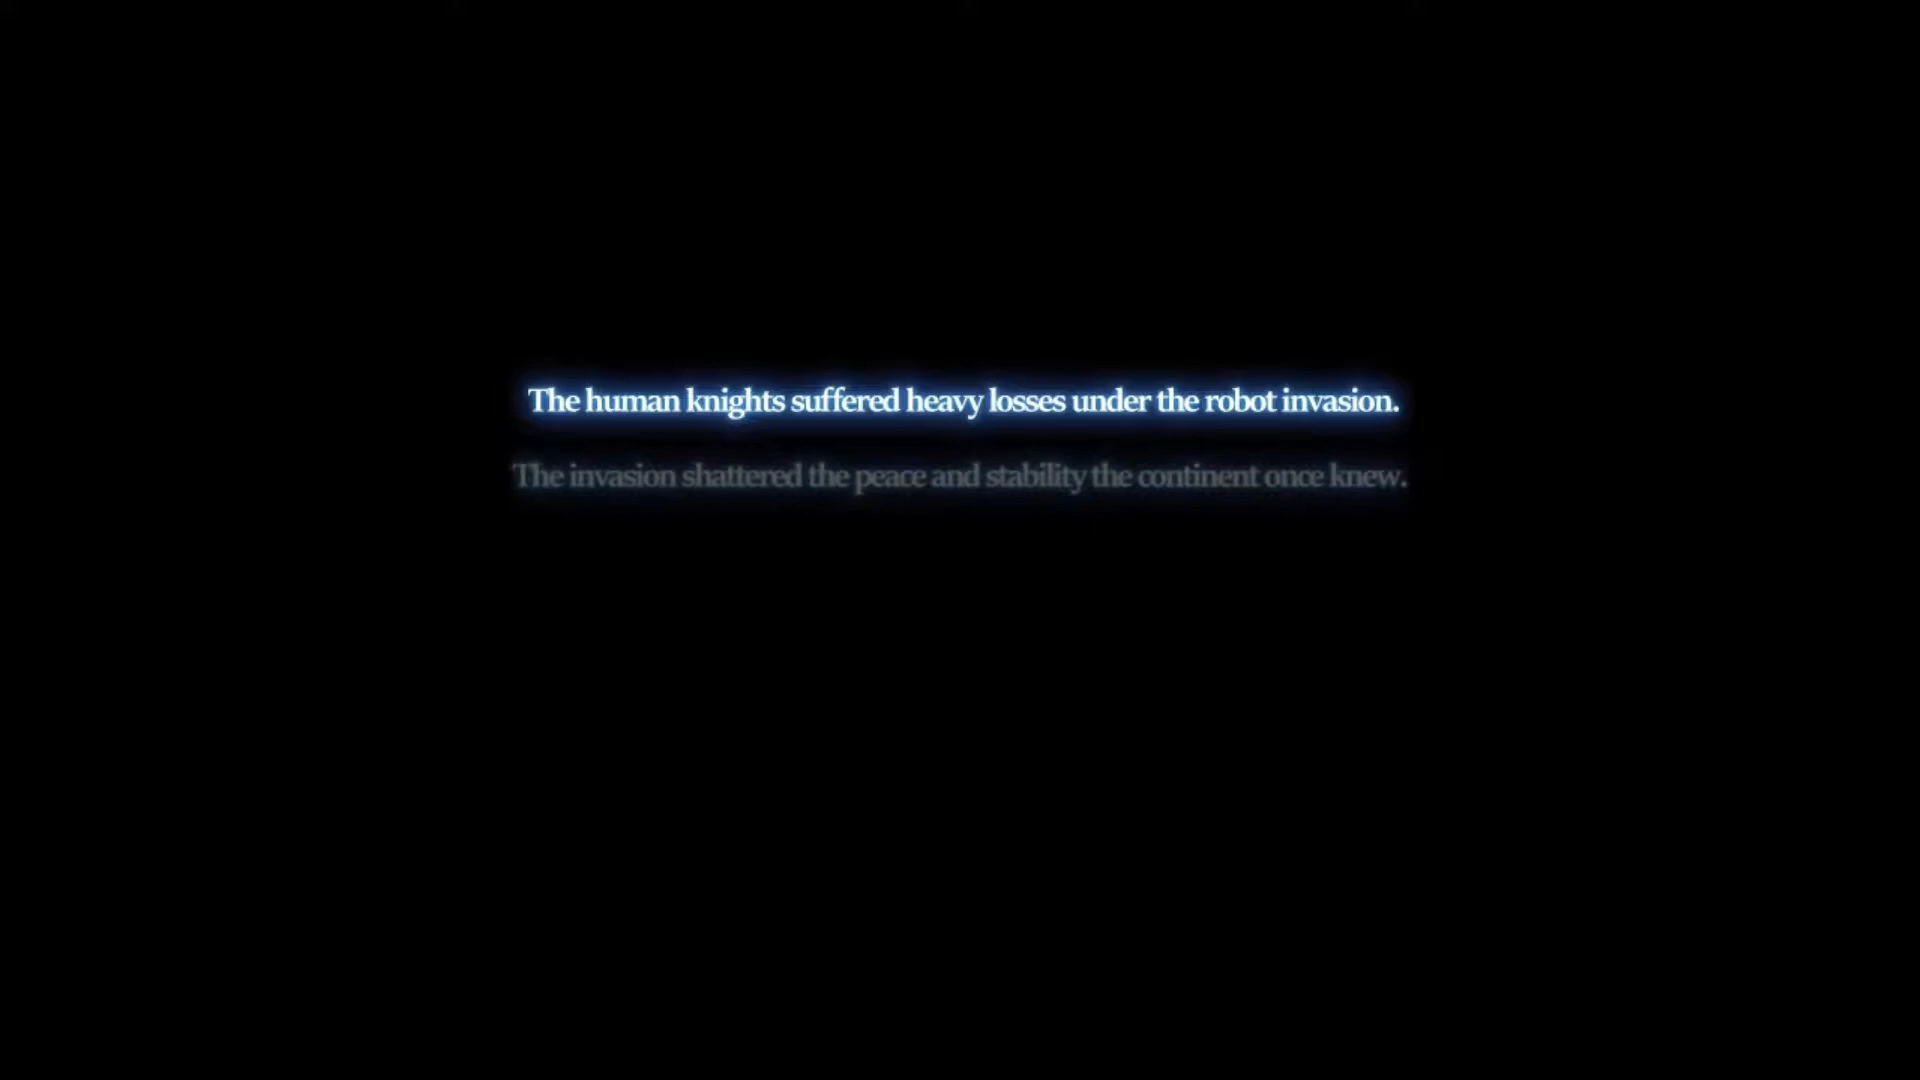 The human knights suffered heavy losses under the robot invasion.
The invasion shattered the peace and stability the continent once knew.